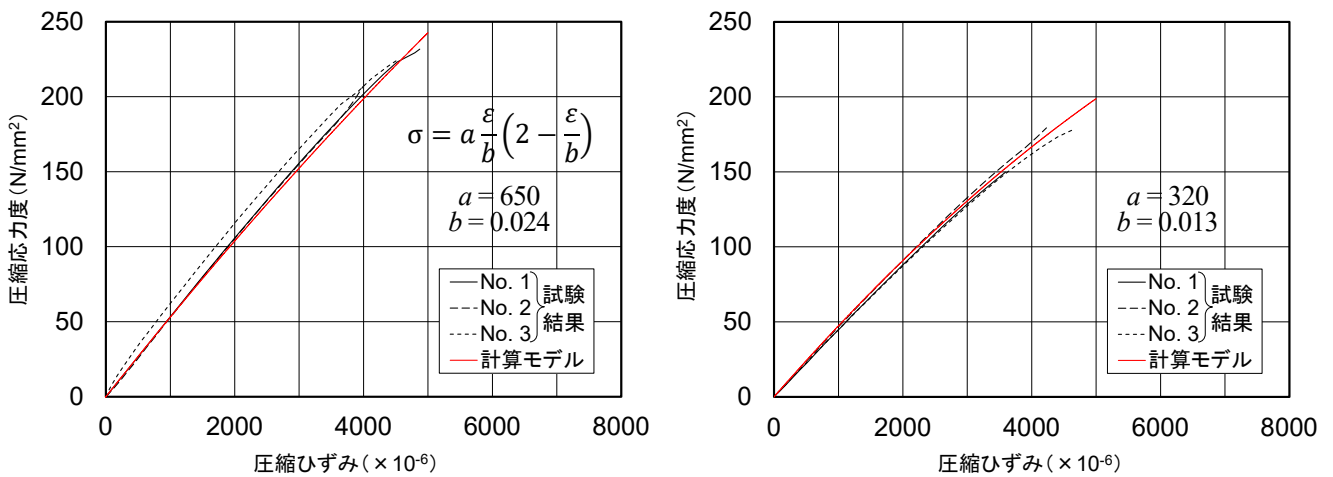 250
200
150
100
50
0
圧縮応力度(N/mm²)
σ = a ε/b (2 − ε/b)
a = 650
b = 0.024
No. 1
No. 2
No. 3
試験
結果
計算モデル
0 2000 4000 6000 8000
圧縮ひずみ(×10⁻⁶)
250
200
150
100
50
0
圧縮応力度(N/mm²)
a = 320
b = 0.013
No. 1
No. 2
No. 3
試験
結果
計算モデル
0 2000 4000 6000 8000
圧縮ひずみ(×10⁻⁶)